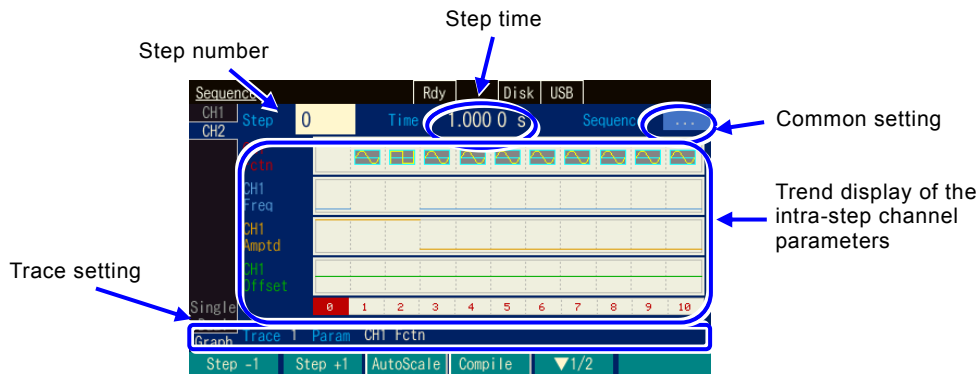 Step time
Step number
Sequence Rdy Disk USB
CH1
CH2
Step 0 Time 1.000 0 s Sequenc ...
Common setting
Fctn
CH1
Freq
CH1
Amptd
CH1
Offset
Trend display of the
intra-step channel
parameters
Trace setting
Single
0 1 2 3 4 5 6 7 8 9 10
Graph Trace 1 Param CH1 Fctn
Step -1 Step +1 AutoScale Compile ▼1/2